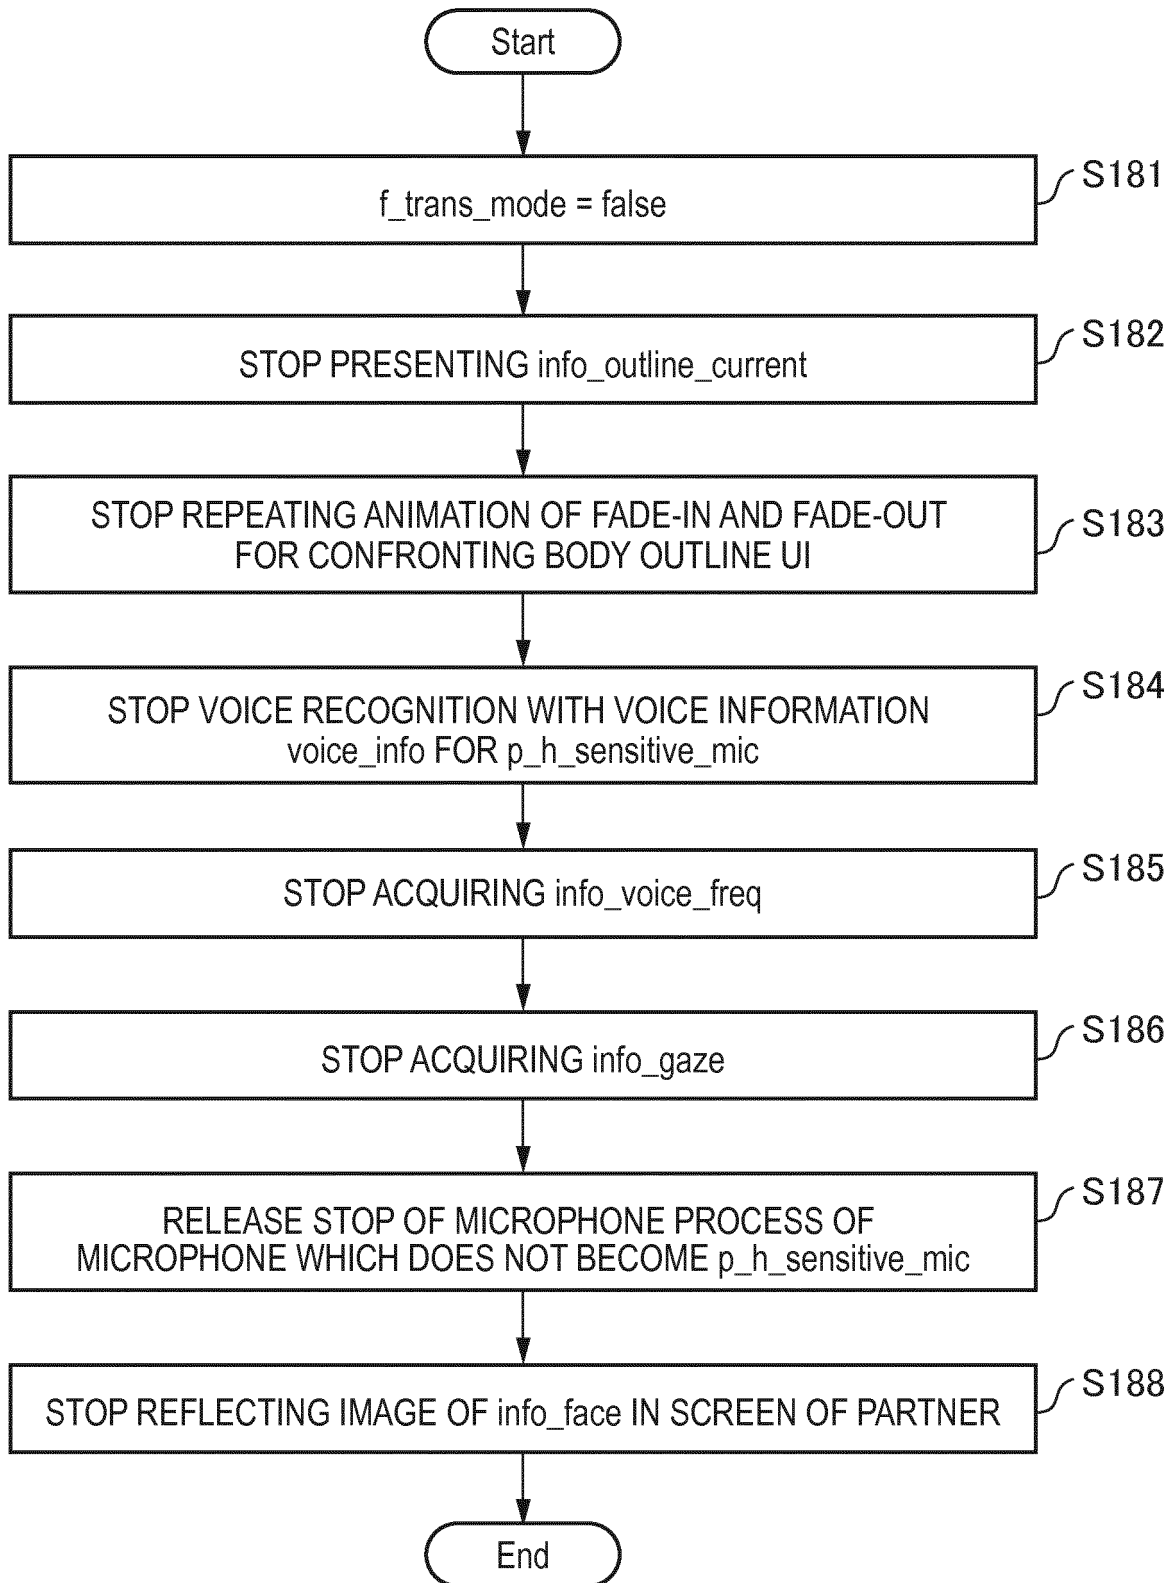 Start
f_trans_mode = false
S181
STOP PRESENTING info_outline_current
S182
STOP REPEATING ANIMATION OF FADE-IN AND FADE-OUT
FOR CONFRONTING BODY OUTLINE UI
S183
STOP VOICE RECOGNITION WITH VOICE INFORMATION
voice_info FOR p_h_sensitive_mic
S184
STOP ACQUIRING info_voice_freq
S185
STOP ACQUIRING info_gaze
S186
RELEASE STOP OF MICROPHONE PROCESS OF
MICROPHONE WHICH DOES NOT BECOME p_h_sensitive_mic
S187
STOP REFLECTING IMAGE OF info_face IN SCREEN OF PARTNER
S188
End